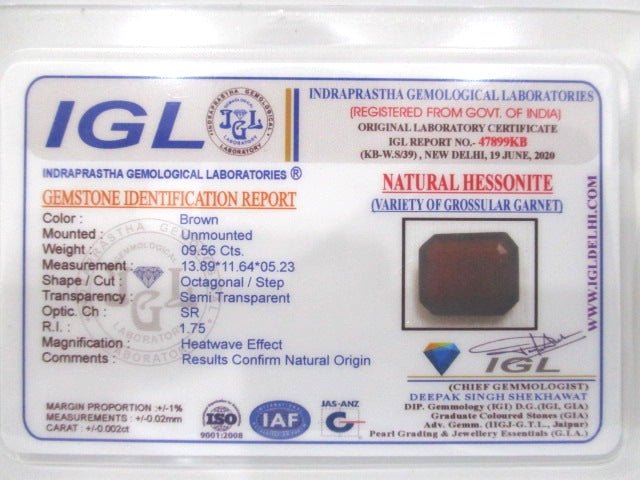 IGL
INDRAPRASTHA GEMOLOGICAL LABORATORY
JGL
INDRAPRASTHA GEMOLOGICAL LABORATORIES
(REGISTERED FROM GOVT. OF INDIA)
ORIGINAL LABORATORY CERTIFICATE
IGL REPORT NO.- 47899KB
(KB-W.S/39) , NEW DELHI, 19 JUNE, 2020
INDRAPRASTHA GEMOLOGICAL LABORATORIES ®
GEMSTONE IDENTIFICATION REPORT
Color : Brown
Mounted : Unmounted
Weight : 09.56 Cts.
Measurement : 13.89*11.64*05.23
Shape / Cut : Octagonal / Step
Transparency : Semi Transparent
Optic. Ch : SR
R.I. : 1.75
Magnification : Heatwave Effect
Comments : Results Confirm Natural Origin
NATURAL HESSONITE
(VARIETY OF GROSSULAR GARNET)
WWW.IGLDELHI.COM
IGL
(CHIEF GEMMOLOGIST)
DEEPAK SINGH SHEKHAWAT
DIP. Gemmology (IGI) D.G.(IGI, GIA)
Graduate Coloured Stones (GIA)
Adv. Gemm. (IIGJ-G.T.L., Jaipur)
Pearl Grading & Jewellery Essentials (G.I.A.)
MARGIN PROPORTION :+/-1%
MEASUREMENTS : +/-0.02mm
CARAT : +/-0.002ct
ISO
9001:2008
IAF
JAS-ANZ